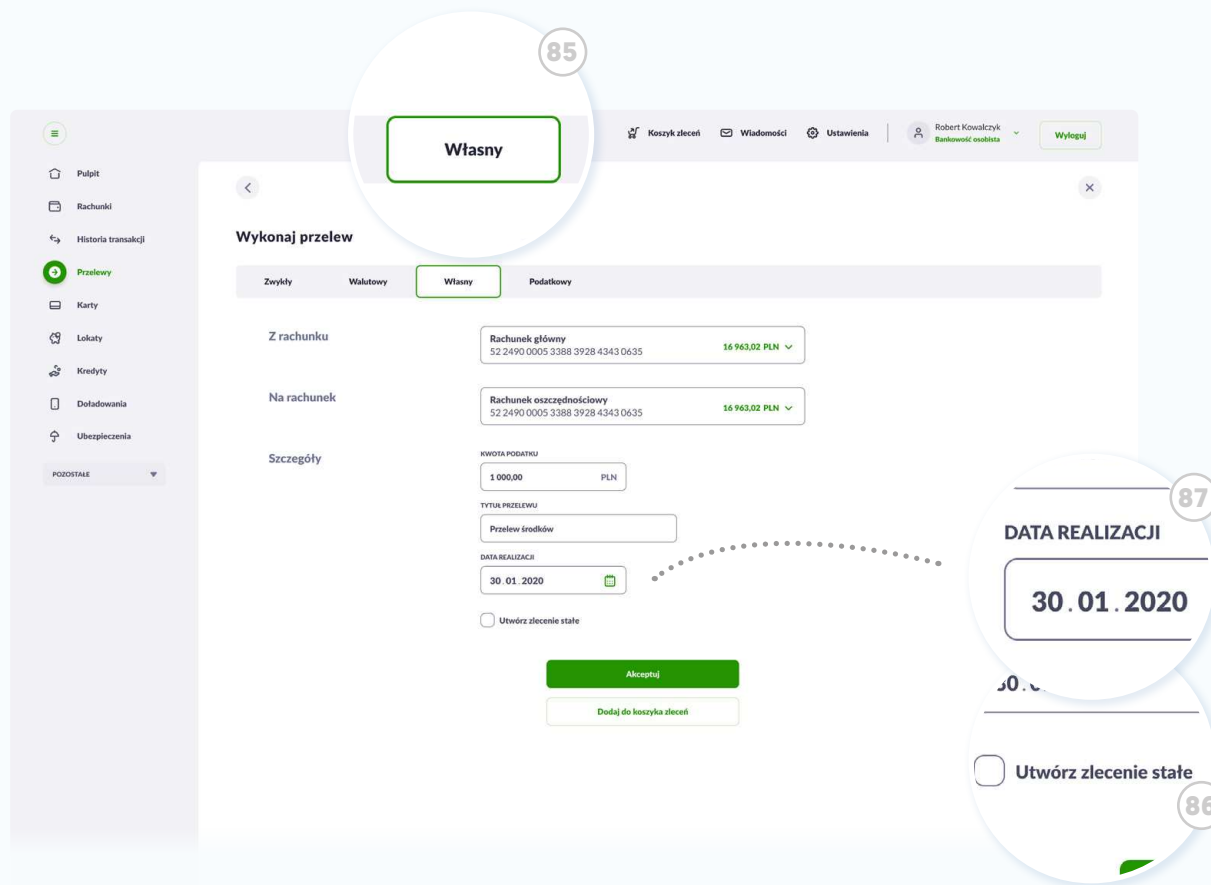 85
Własny
Koszyk zleceń
Wiadomości
Ustawienia
Robert Kowalczyk
Bankowość osobista
Wyloguj
Pulpit
Rachunki
Historia transakcji
Przelewy
Karty
Lokaty
Kredyty
Doładowania
Ubezpieczenia
POZOSTAŁE
Wykonaj przelew
Zwykły
Walutowy
Własny
Podatkowy
Z rachunku
Rachunek główny
52 2490 0005 3388 3928 4343 0635
16 963,02 PLN
Na rachunek
Rachunek oszczędnościowy
52 2490 0005 3388 3928 4343 0635
16 963,02 PLN
Szczegóły
KWOTA PODATKU
1 000,00 PLN
TYTUŁ PRZELEWU
Przelew środków
DATA REALIZACJI
30.01.2020
Utwórz zlecenie stałe
Akceptuj
Dodaj do koszyka zleceń
87
DATA REALIZACJI
30.01.2020
Utwórz zlecenie stałe
86